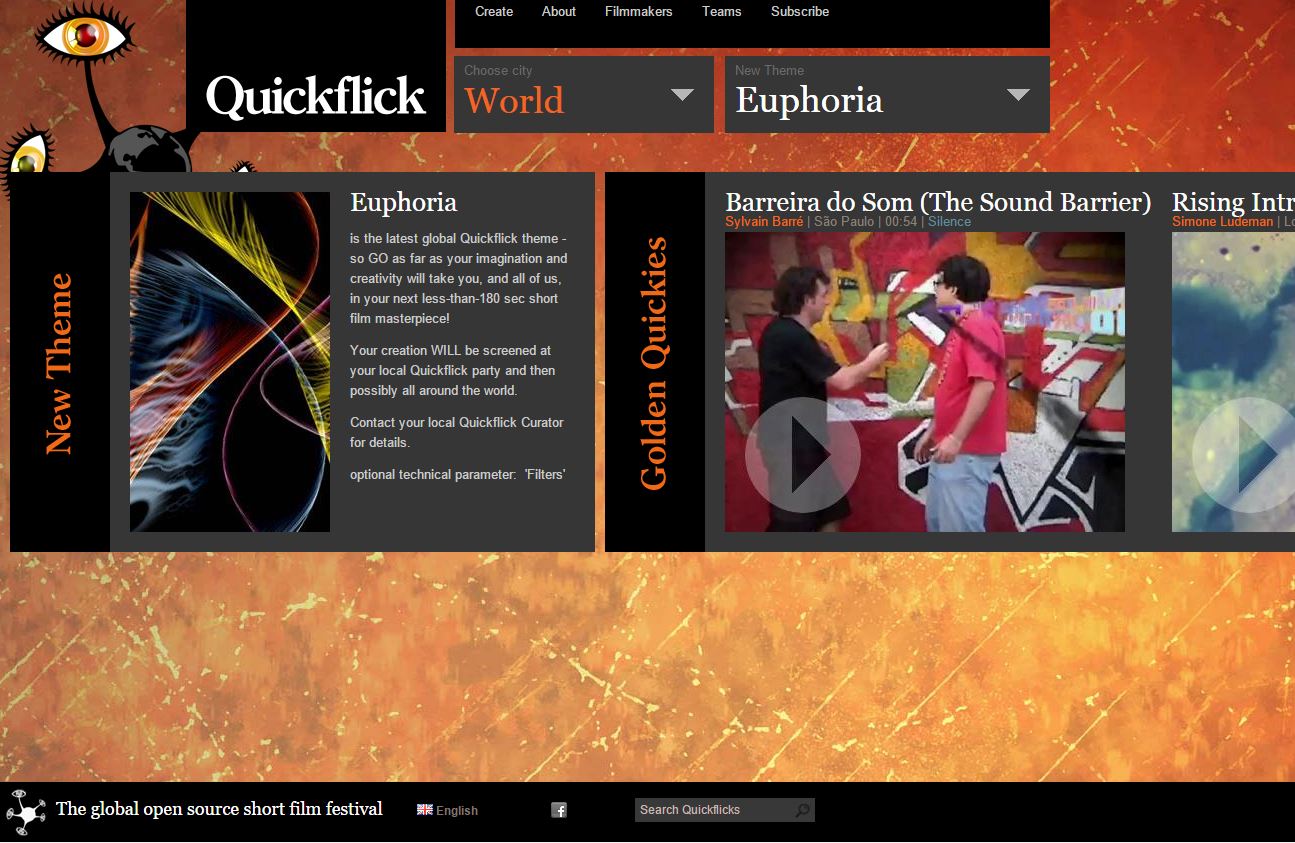 Create About Filmmakers Teams Subscribe
Quickflick
Choose city
World
New Theme
Euphoria
New Theme
Euphoria
is the latest global Quickflick theme -
so GO as far as your imagination and
creativity will take you, and all of us,
in your next less-than-180 sec short
film masterpiece!
Your creation WILL be screened at
your local Quickflick party and then
possibly all around the world.
Contact your local Quickflick Curator
for details.
optional technical parameter: 'Filters'
Golden Quickies
Barreira do Som (The Sound Barrier)
Sylvain Barré | São Paulo | 00:54 | Silence
Rising Intr
Simone Ludeman | Lo
The global open source short film festival
English
Search Quickflicks